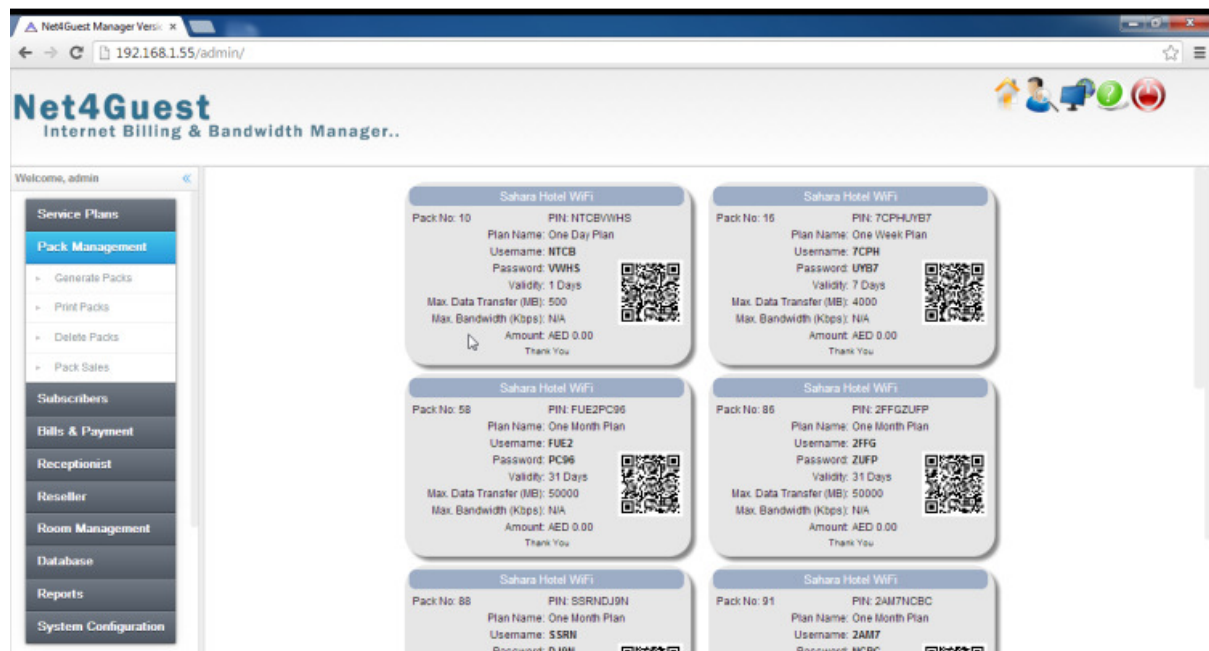 Net4Guest Manager Versi
192.168.1.55/admin/
Net4Guest
Internet Billing & Bandwidth Manager..
Welcome, admin
Service Plans
Pack Management
Generate Packs
Print Packs
Delete Packs
Pack Sales
Subscribers
Bills & Payment
Receptionist
Reseller
Room Management
Database
Reports
System Configuration
Sahara Hotel WiFi
Pack No: 10 PIN: NTCBVWHS
Plan Name: One Day Plan
Username: NTCB
Password: VWHS
Validity: 1 Days
Max. Data Transfer (MB): 500
Max. Bandwidth (Kbps): N/A
Amount: AED 0.00
Thank You
Sahara Hotel WiFi
Pack No: 16 PIN: 7CPHUYB7
Plan Name: One Week Plan
Username: 7CPH
Password: UYB7
Validity: 7 Days
Max. Data Transfer (MB): 4000
Max. Bandwidth (Kbps): N/A
Amount: AED 0.00
Thank You
Sahara Hotel WiFi
Pack No: 58 PIN: FUE2PC96
Plan Name: One Month Plan
Username: FUE2
Password: PC96
Validity: 31 Days
Max. Data Transfer (MB): 50000
Max. Bandwidth (Kbps): N/A
Amount: AED 0.00
Thank You
Sahara Hotel WiFi
Pack No: 86 PIN: 2FFGZUFP
Plan Name: One Month Plan
Username: 2FFG
Password: ZUFP
Validity: 31 Days
Max. Data Transfer (MB): 50000
Max. Bandwidth (Kbps): N/A
Amount: AED 0.00
Thank You
Sahara Hotel WiFi
Pack No: 88 PIN: SSRNDJ9N
Plan Name: One Month Plan
Username: SSRN
Password: DJ9N
Sahara Hotel WiFi
Pack No: 91 PIN: 2AM7NCBC
Plan Name: One Month Plan
Username: 2AM7
Password: NCBC